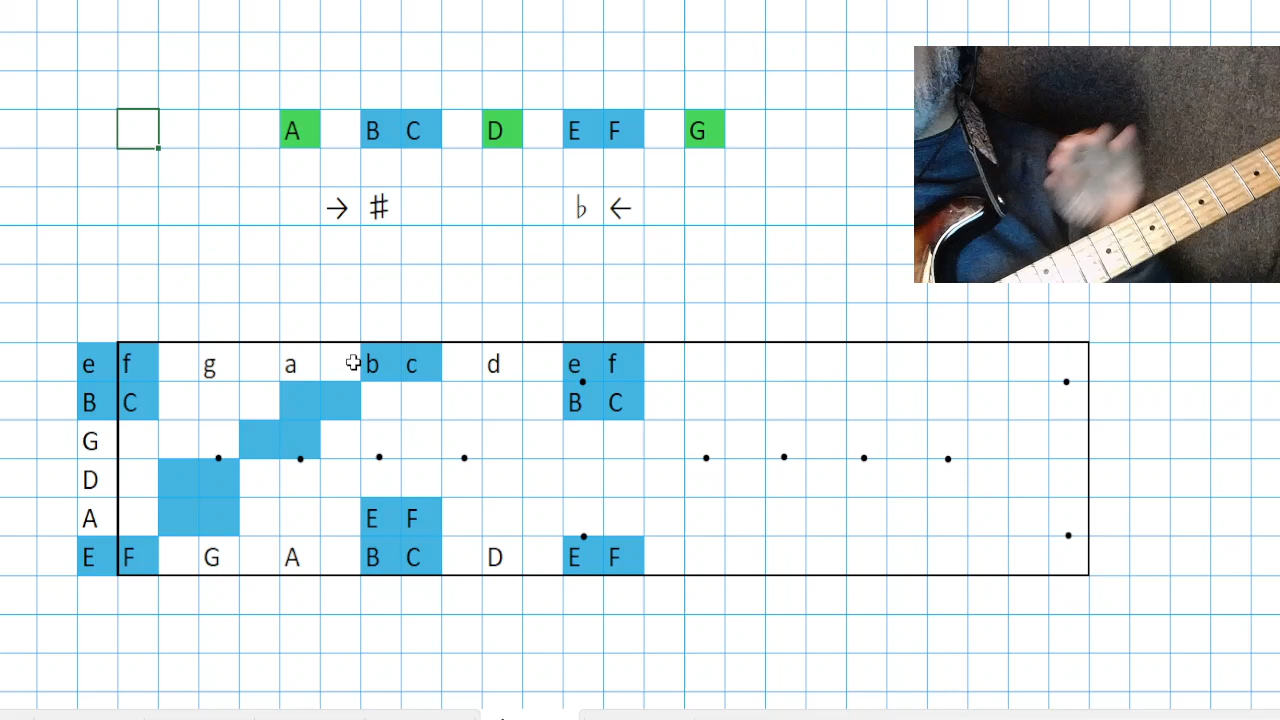 A B C D E F G
→ ♯ ♭ ←
e f g a b c d e f
B C B C
G
D
A E F
E F G A B C D E F